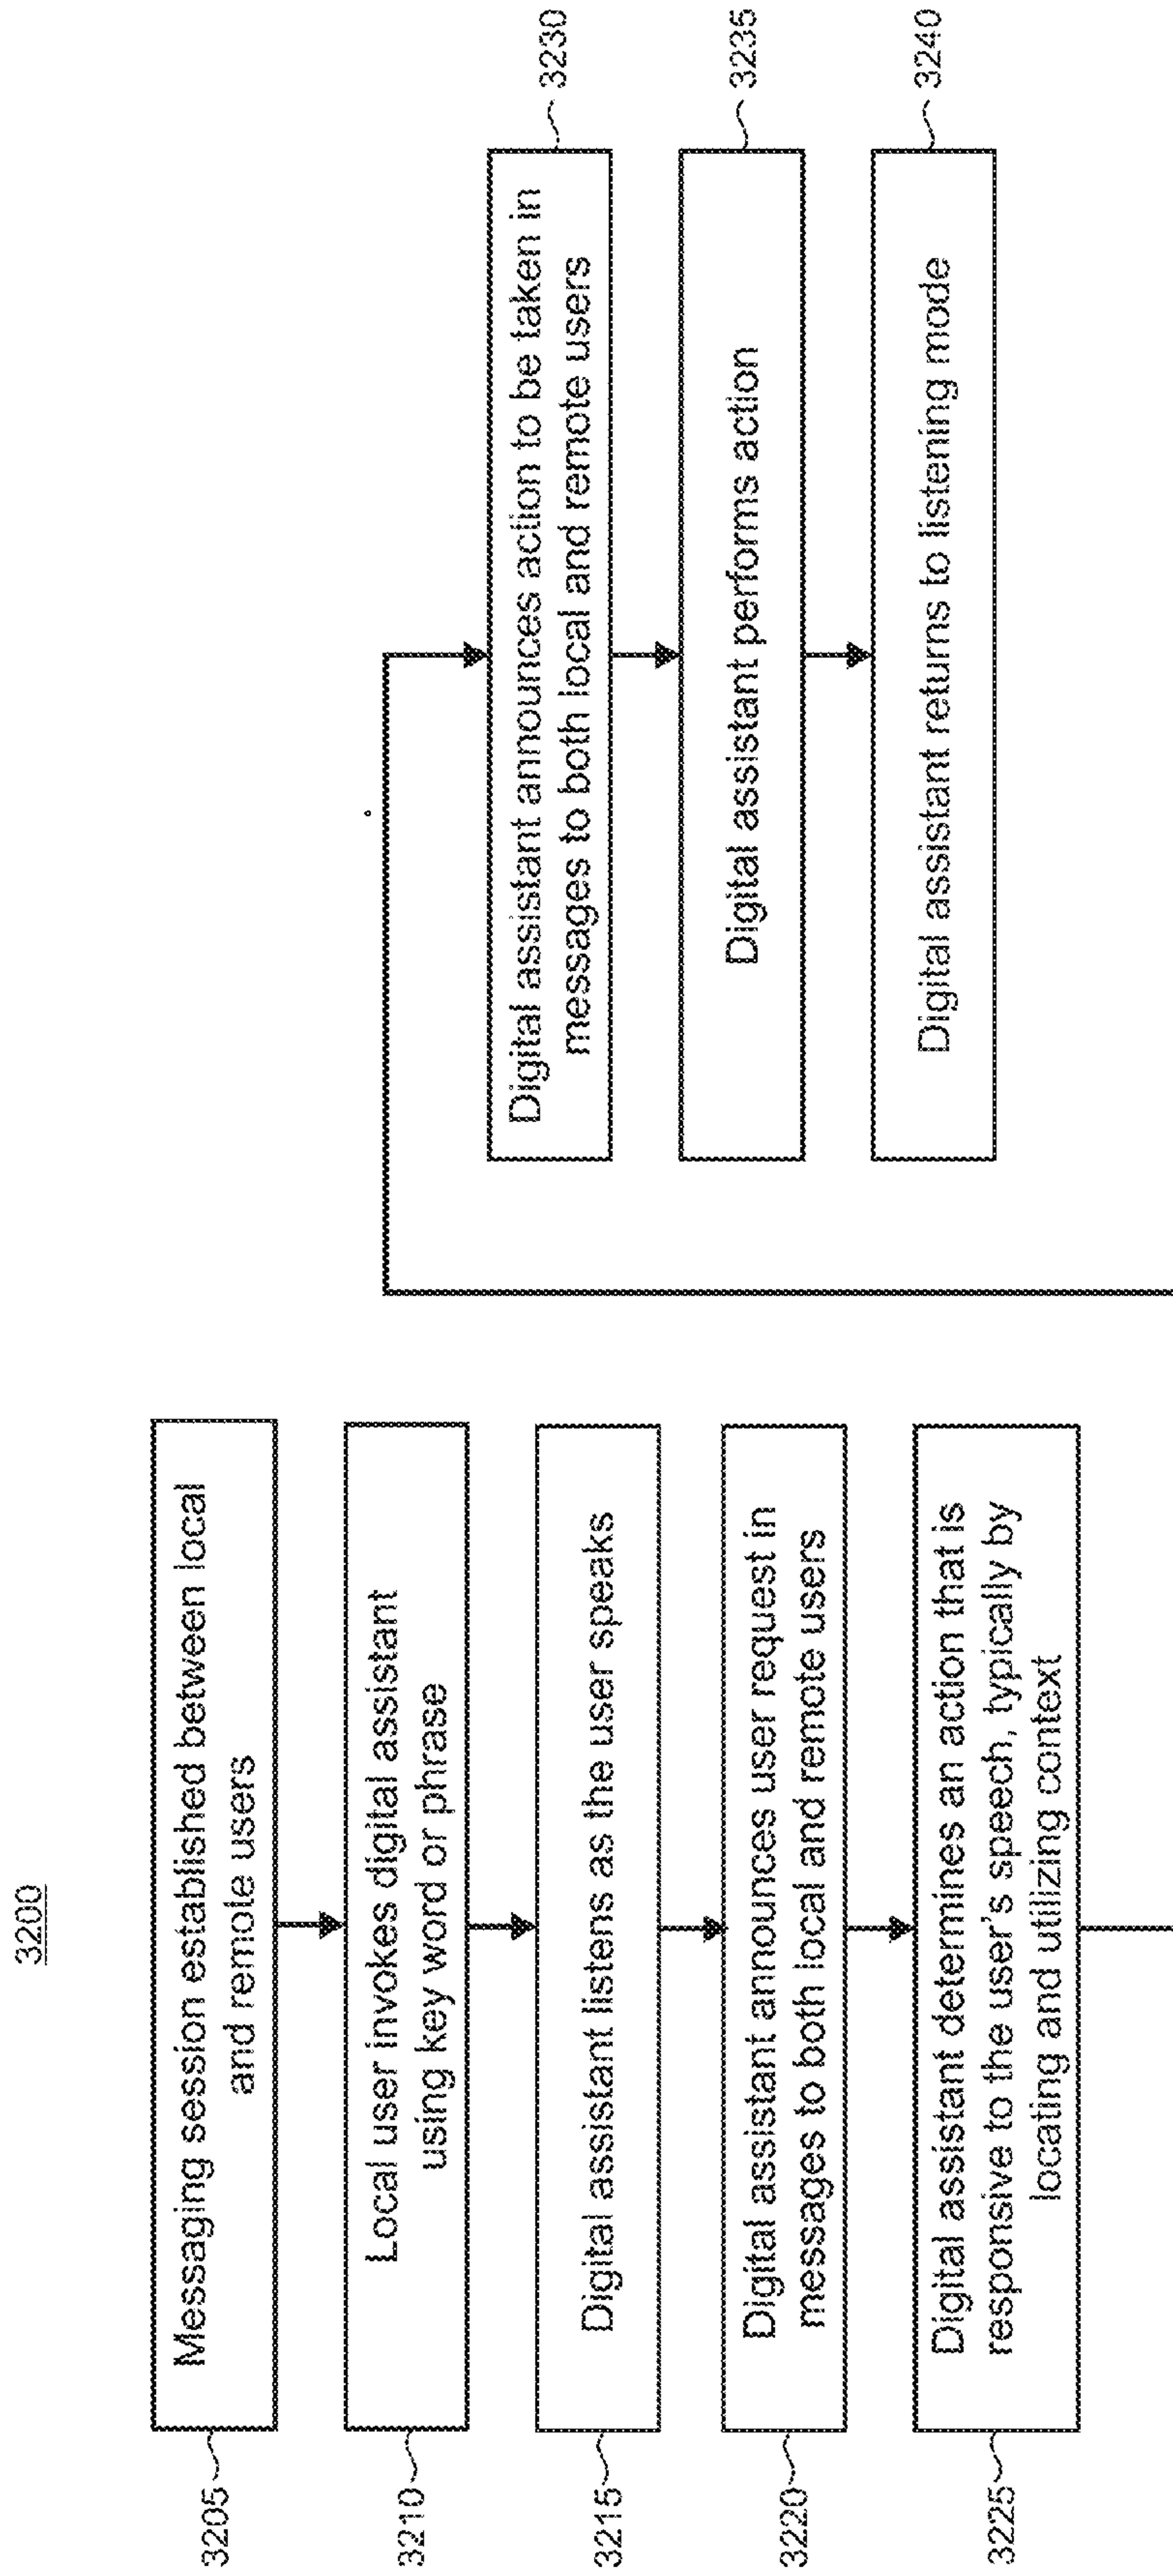 3200
3205
Messaging session established between local
and remote users
3210
Local user invokes digital assistant
using key word or phrase
3215
Digital assistant listens as the user speaks
3220
Digital assistant announces user request in
messages to both local and remote users
3225
Digital assistant determines an action that is
responsive to the user's speech, typically by
locating and utilizing context
Digital assistant announces action to be taken in
messages to both local and remote users
3230
Digital assistant performs action
3235
Digital assistant returns to listening mode
3240